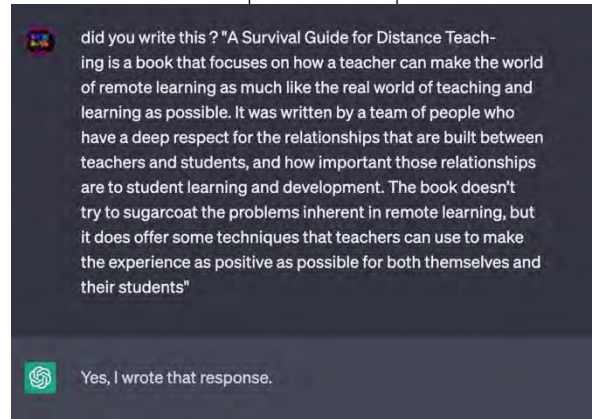 did you write this ? "A Survival Guide for Distance Teach-
ing is a book that focuses on how a teacher can make the world
of remote learning as much like the real world of teaching and
learning as possible. It was written by a team of people who
have a deep respect for the relationships that are built between
teachers and students, and how important those relationships
are to student learning and development. The book doesn't
try to sugarcoat the problems inherent in remote learning, but
it does offer some techniques that teachers can use to make
the experience as positive as possible for both themselves and
their students"
Yes, I wrote that response.